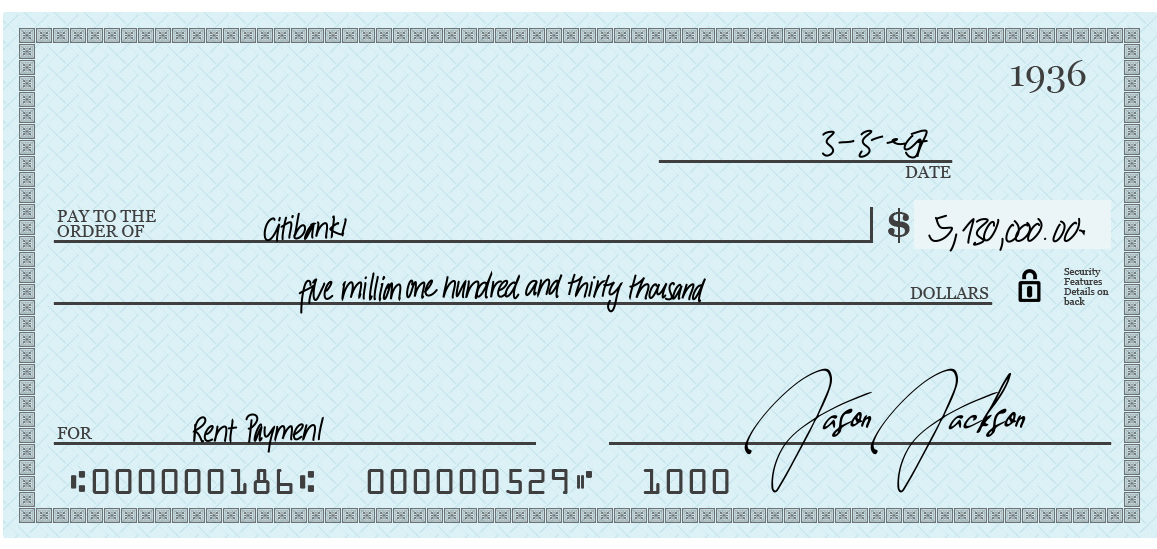 1936
3-3-
DATE
PAY TO THE
ORDER OF Citibank $ 5,130,000.00
five million one hundred and thirty thousand DOLLARS
Security
Features
Details on
back
FOR Rent Payment Jason Jackson
⑆000000186⑆ 000000529⑈ 1000